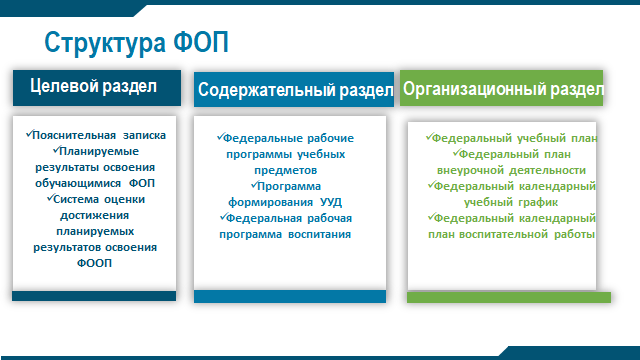 Структура ФОП
Целевой раздел
✓Пояснительная записка
✓Планируемые
результаты освоения
обучающимися ФОП
✓Система оценки
достижения
планируемых
результатов освоения
ФООП
Содержательный раздел
✓Федеральные рабочие
программы учебных
предметов
✓Программа
формирования УУД
✓Федеральная рабочая
программа воспитания
Организационный раздел
✓Федеральный учебный план
✓Федеральный план
внеурочной деятельности
✓Федеральный календарный
учебный график
✓Федеральный календарный
план воспитательной работы